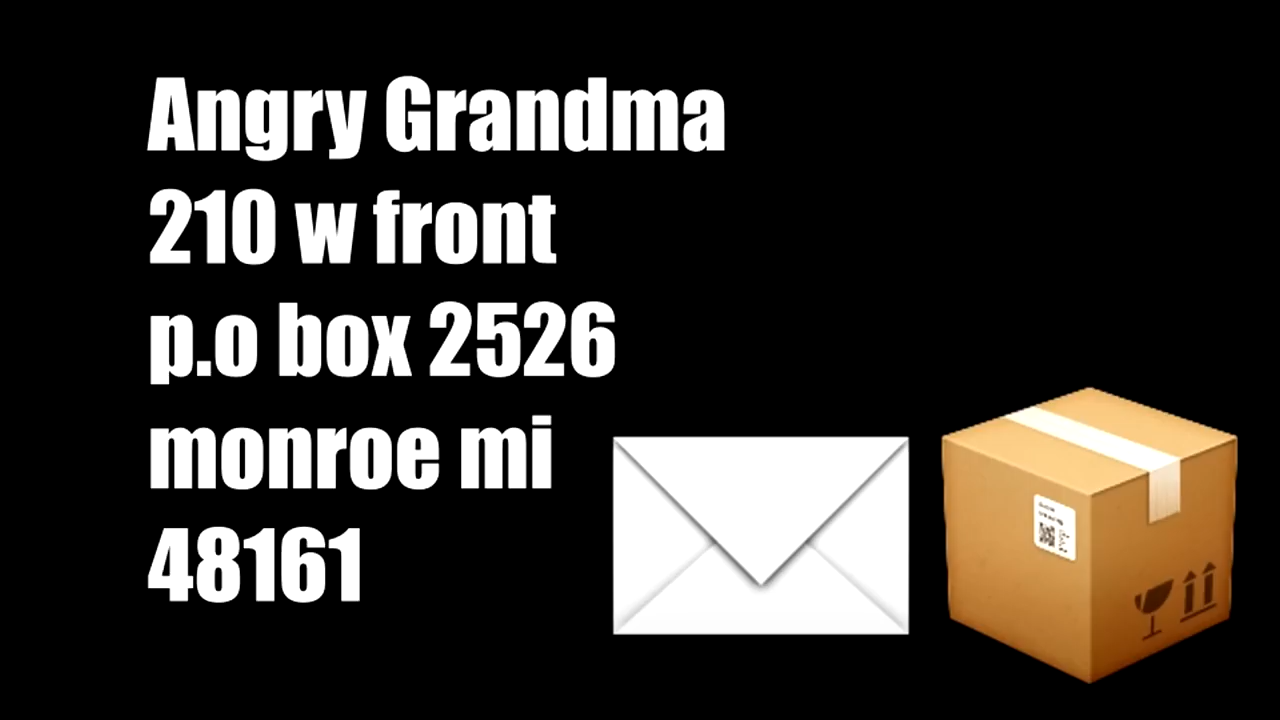 Angry Grandma
210 w front
p.o box 2526
monroe mi
48161